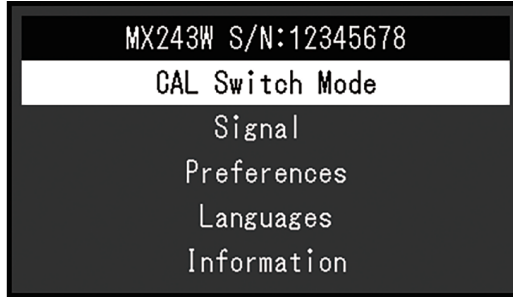 MX243W S/N:12345678
CAL Switch Mode
Signal
Preferences
Languages
Information